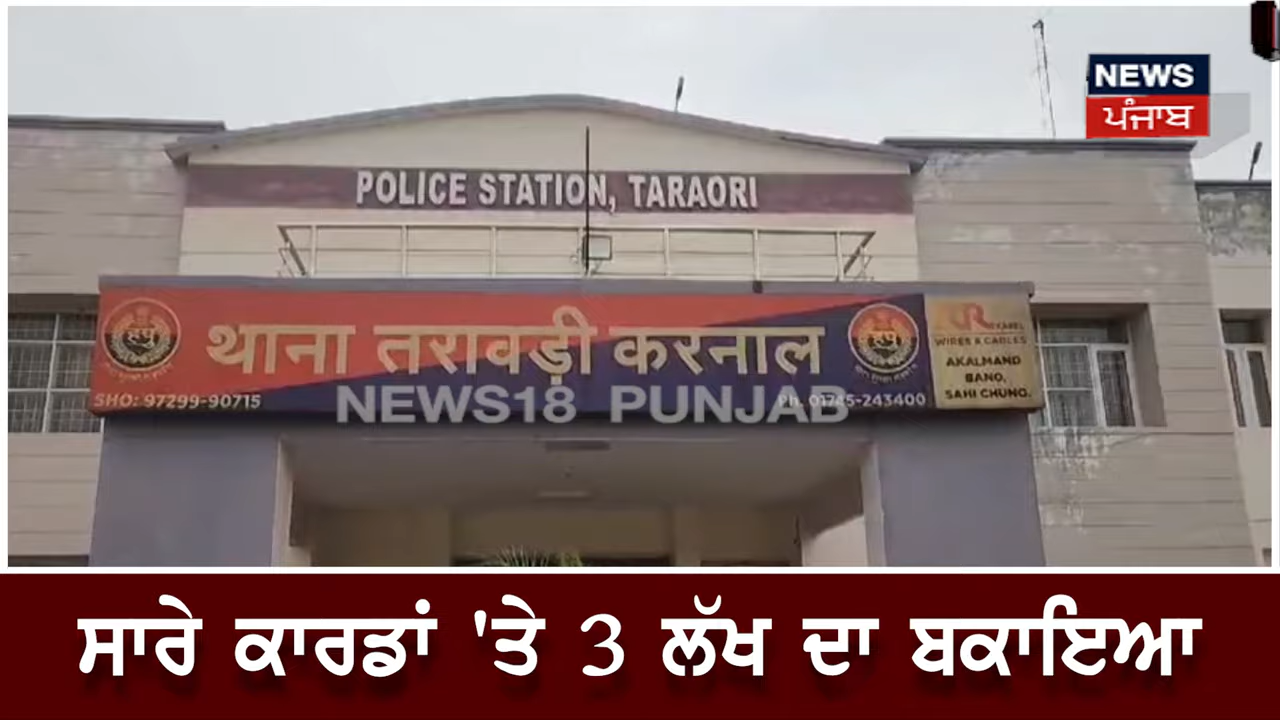 NEWS
ਪੰਜਾਬ
POLICE STATION, TARAORI
थाना तरावड़ी करनाल
WIRES & CABLES
AKALMAND
BANO,
SAHI CHUNO.
SHO: 97299-90715
NEWS18 PUNJAB
Ph. 01745-243400
ਸਾਰੇ ਕਾਰਡਾਂ 'ਤੇ 3 ਲੱਖ ਦਾ ਬਕਾਇਆ